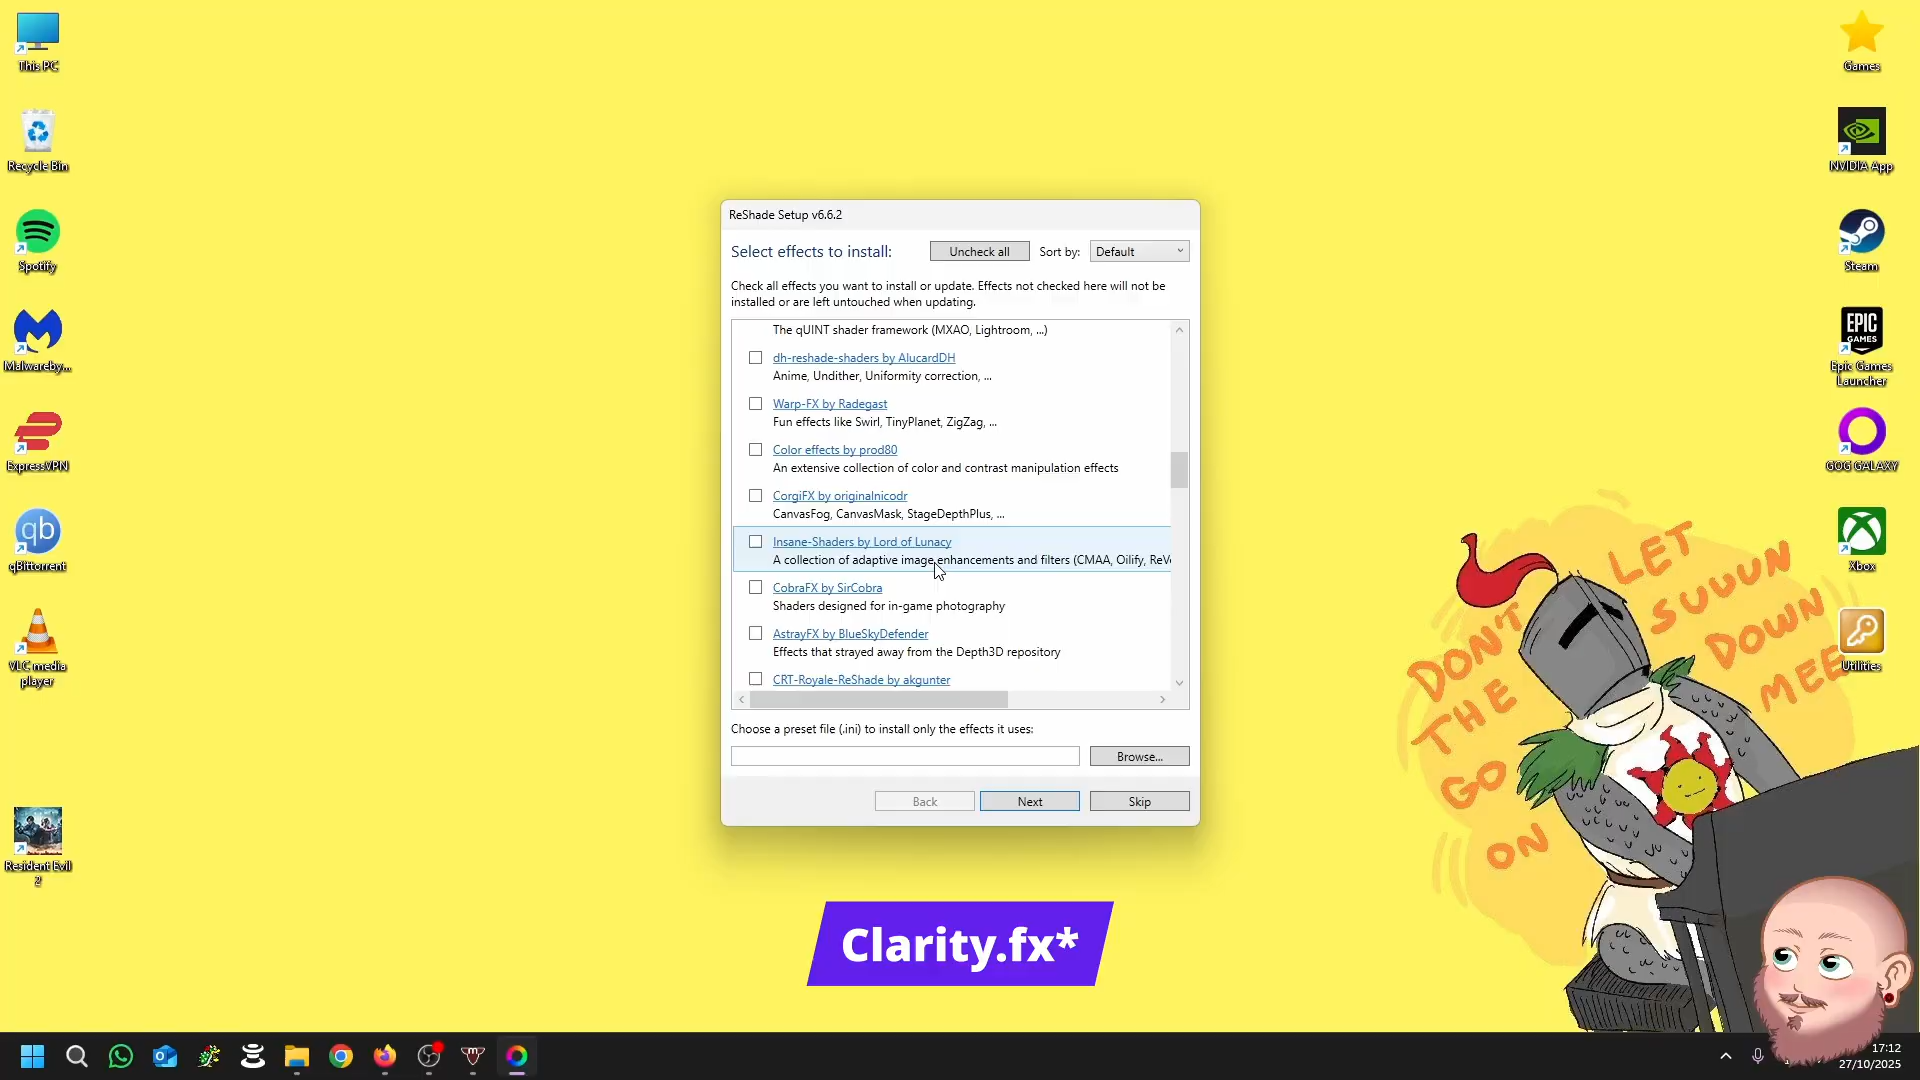 This PC
Recycle Bin
Spotify
Malwareby...
ExpressVPN
qb
qBittorrent
VLC media
player
Resident Evil
2
ReShade Setup v6.6.2
Select effects to install:
Uncheck all
Sort by:
Default
Check all effects you want to install or update. Effects not checked here will not be
installed or are left untouched when updating.
The qUINT shader framework (MXAO, Lightroom, ...)
dh-reshade-shaders by AlucardDH
Anime, Undither, Uniformity correction, ...
Warp-FX by Radegast
Fun effects like Swirl, TinyPlanet, ZigZag, ...
Color effects by prod80
An extensive collection of color and contrast manipulation effects
CorgiFX by originalnicodr
CanvasFog, CanvasMask, StageDepthPlus, ...
Insane-Shaders by Lord of Lunacy
A collection of adaptive image enhancements and filters (CMAA, Oilify, ReVe
CobraFX by SirCobra
Shaders designed for in-game photography
AstrayFX by BlueSkyDefender
Effects that strayed away from the Depth3D repository
CRT-Royale-ReShade by akgunter
Choose a preset file (.ini) to install only the effects it uses:
Browse...
Back
Next
Skip
Clarity.fx*
Games
NVIDIA App
Steam
EPIC
GAMES
Epic Games
Launcher
GOG GALAXY
Xbox
Utilities
DON'T
LET
THE
SUUUN
GO
DOWN
ON
MEEE
17:12
27/10/2025